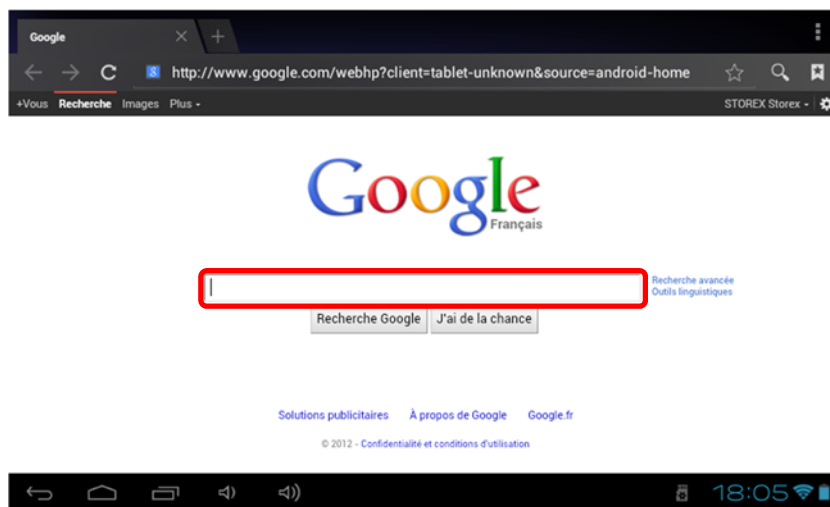 Google
http://www.google.com/webhp?client=tablet-unknown&source=android-home
+Vous Recherche Images Plus
STOREX Storex
Google
Français
Recherche avancée
Outils linguistiques
Recherche Google J'ai de la chance
Solutions publicitaires À propos de Google Google.fr
© 2012 - Confidentialité et conditions d'utilisation
18:05